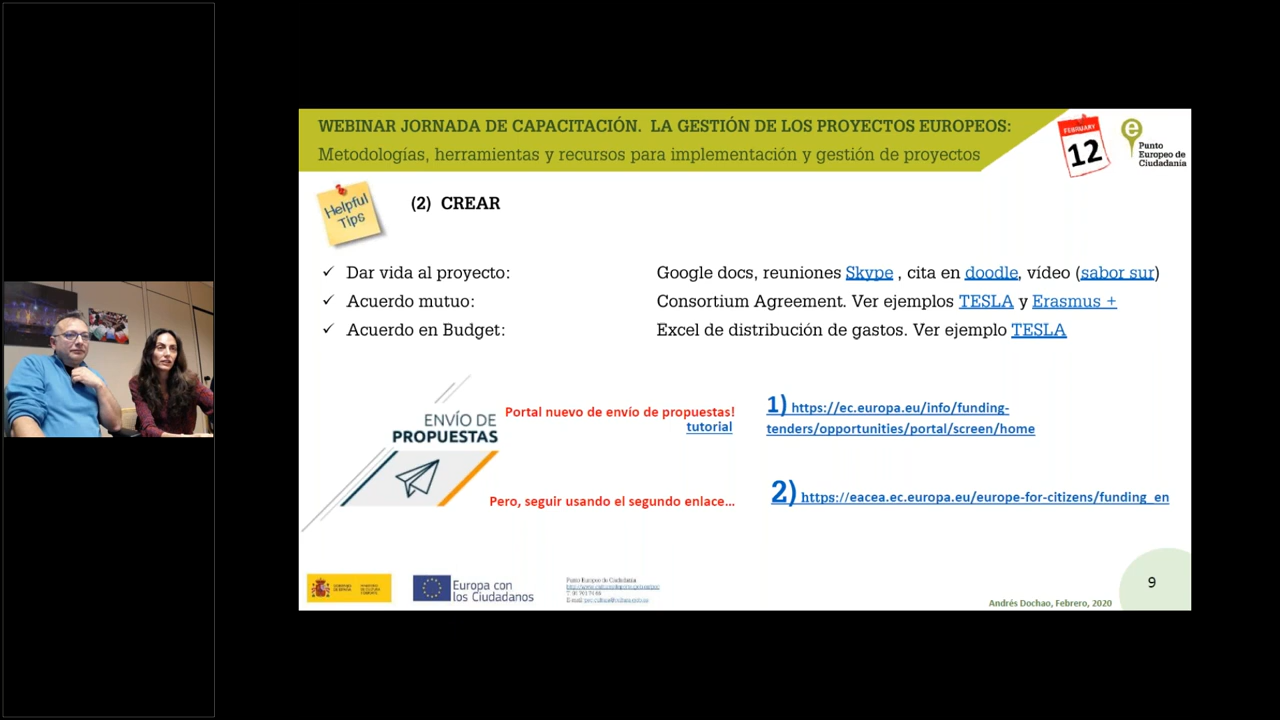 WEBINAR JORNADA DE CAPACITACIÓN. LA GESTIÓN DE LOS PROYECTOS EUROPEOS:
Metodologías, herramientas y recursos para implementación y gestión de proyectos
FEBRUARY
12
e
Punto
Europeo de
Ciudadanía
Helpful
Tips
(2) CREAR
✓ Dar vida al proyecto: Google docs, reuniones Skype , cita en doodle, vídeo (sabor sur)
✓ Acuerdo mutuo: Consortium Agreement. Ver ejemplos TESLA y Erasmus +
✓ Acuerdo en Budget: Excel de distribución de gastos. Ver ejemplo TESLA
ENVÍO DE
PROPUESTAS
Portal nuevo de envío de propuestas!
tutorial
1) https://ec.europa.eu/info/funding-
tenders/opportunities/portal/screen/home
Pero, seguir usando el segundo enlace...
2) https://eacea.ec.europa.eu/europe-for-citizens/funding_en
Europa con
los Ciudadanos
Punto Europeo de Ciudadanía
9
Andrés Dochao, Febrero, 2020